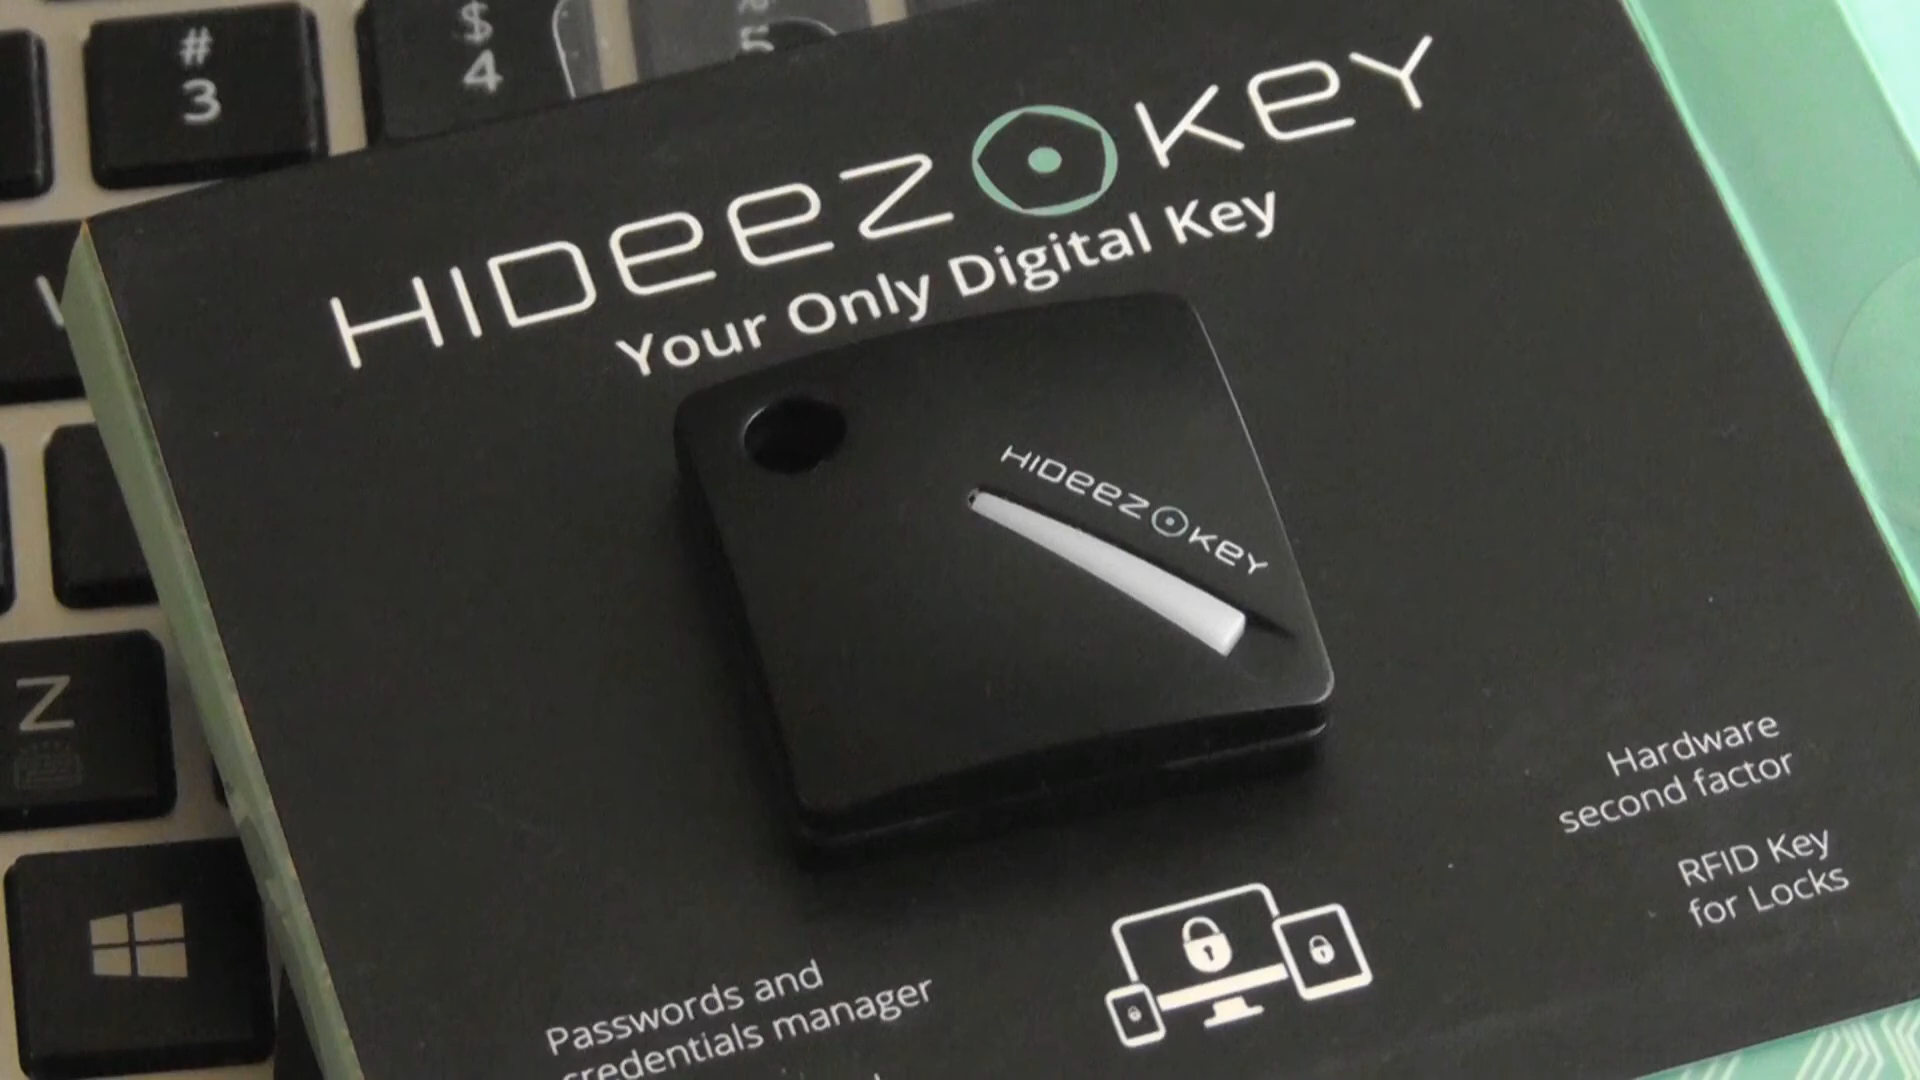 #
3
$
4
5
HIDEEZ KEY
Your Only Digital Key
HIDEEZ KEY
Z
Hardware
second factor
RFID Key
for Locks
Passwords and
credentials manager